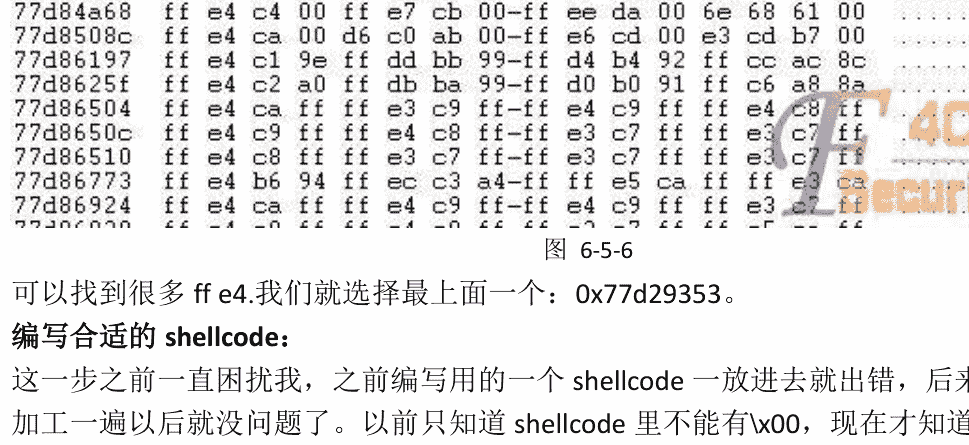 77d84a68 ff e4 c4 00 ff e7 cb 00-ff ee da 00 6e 68 61 00 ......
77d8508c ff e4 ca 00 d6 c0 ab 00-ff e6 cd 00 e3 cd b7 00 ......
77d86197 ff e4 c1 9e ff dd bb 99-ff d4 b4 92 ff cc ac 8c
77d8625f ff e4 c2 a0 ff db ba 99-ff d0 b0 91 ff c6 a8 8a
77d86504 ff e4 ca ff ff e3 c9 ff-ff e4 c9 ff ff e4 c8 ff
77d8650c ff e4 c9 ff ff e4 c8 ff-ff e3 c7 ff ff e3 c7 ff
77d86510 ff e4 c8 ff ff e3 c7 ff-ff e3 c7 ff ff e3 c7 ff
77d86773 ff e4 b6 94 ff ec c3 a4-ff ff e5 ca ff ff e3 ca
77d86924 ff e4 ca ff ff e4 c9 ff-ff e4 c9 ff ff e3 c7 ff
图 6-5-6
可以找到很多 ff e4.我们就选择最上面一个：0x77d29353。
编写合适的 shellcode：
这一步之前一直困扰我，之前编写用的一个 shellcode 一放进去就出错，后来
加工一遍以后就没问题了。以前只知道 shellcode 里不能有\x00，现在才知道